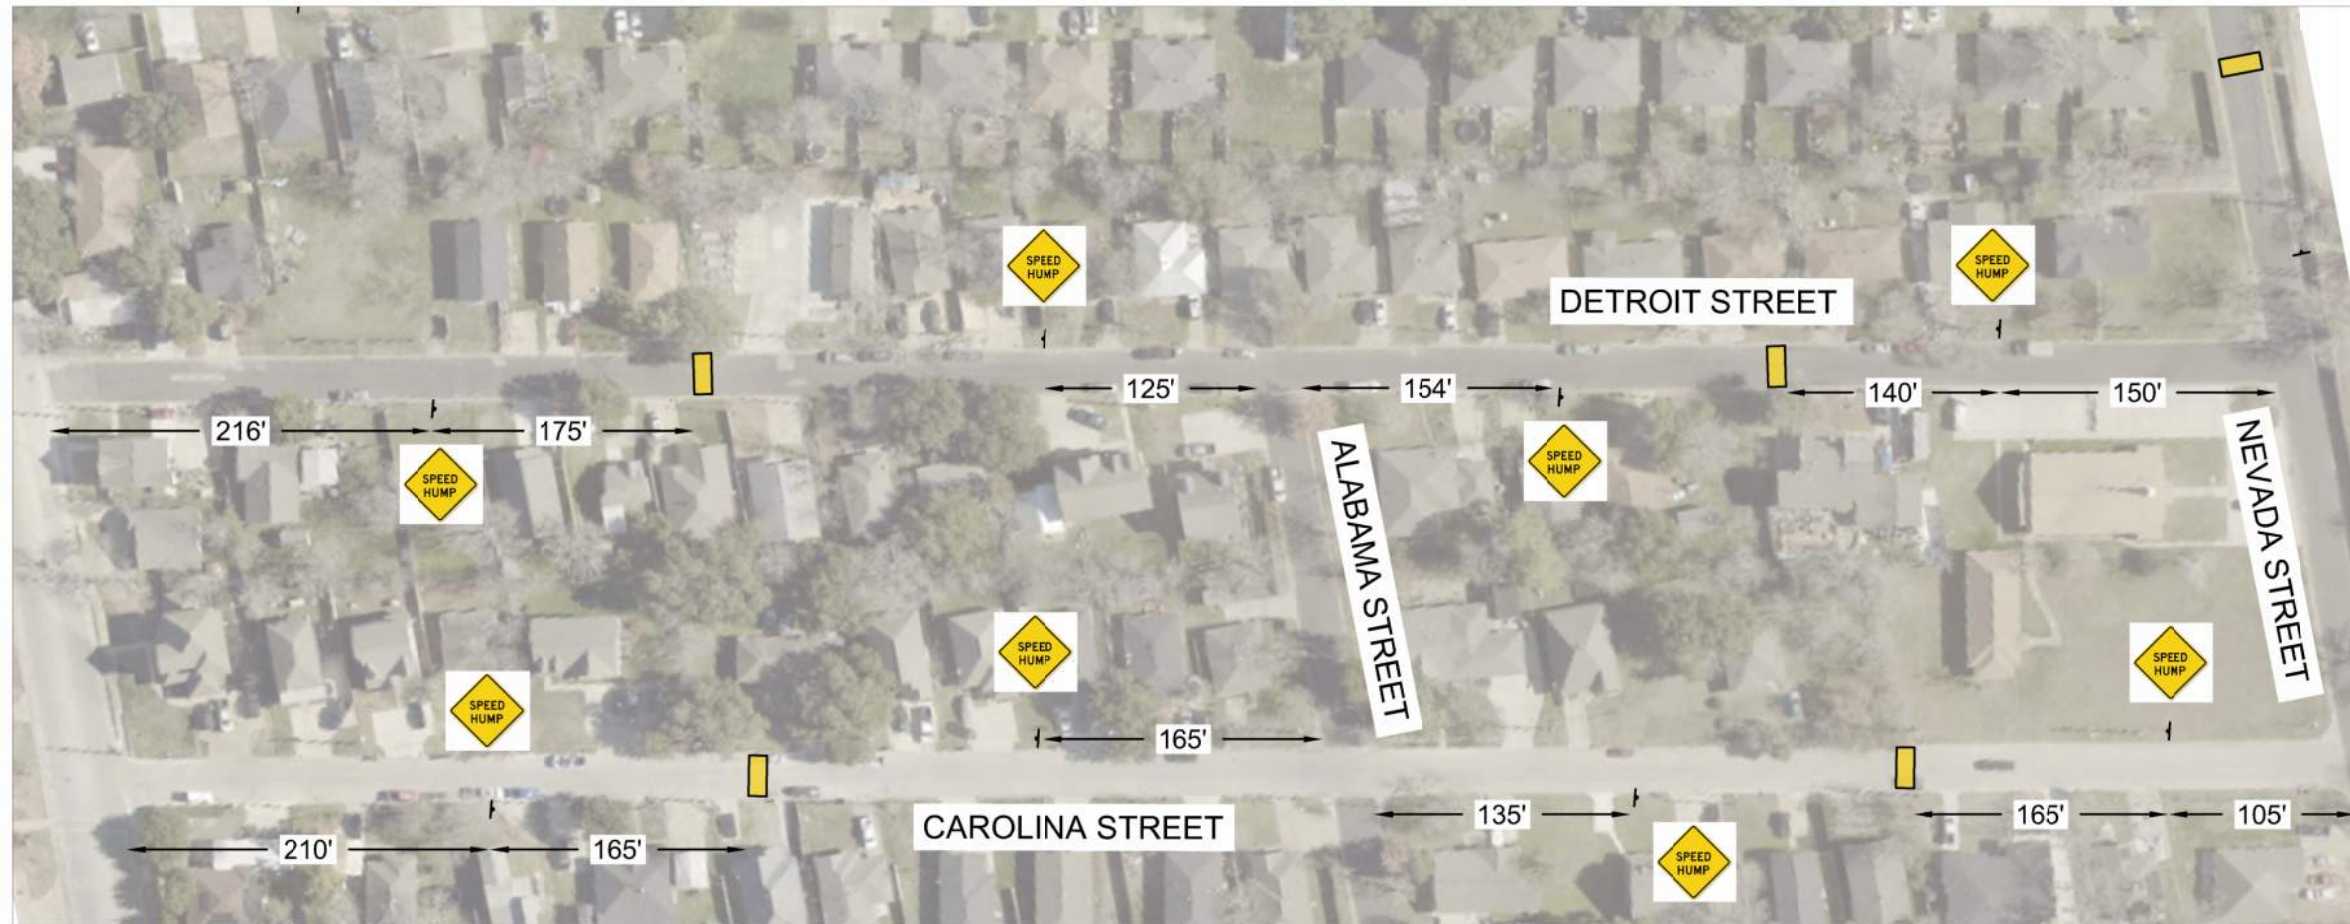 SPEED
HUMP
SPEED
HUMP
DETROIT STREET
125'
154'
140'
150'
216'
175'
SPEED
HUMP
SPEED
HUMP
ALABAMA STREET
NEVADA STREET
SPEED
HUMP
SPEED
HUMP
SPEED
HUMP
165'
CAROLINA STREET
135'
165'
105'
210'
165'
SPEED
HUMP